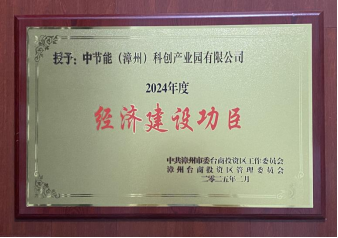 授予：中节能（漳州）科创产业园有限公司
2024年度
经济建设功臣
中共漳州市委台商投资区工作委员会
漳州台商投资区管理委员会
二〇二五年二月